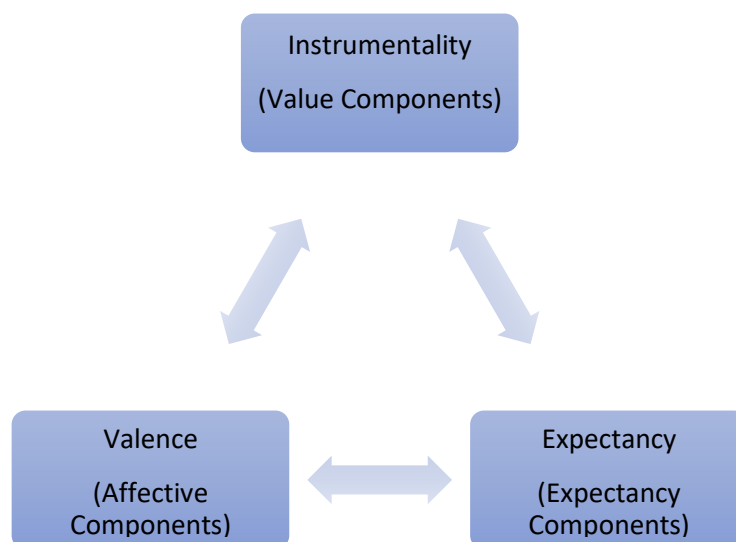 Instrumentality
(Value Components)
Valence
(Affective
Components)
Expectancy
(Expectancy
Components)